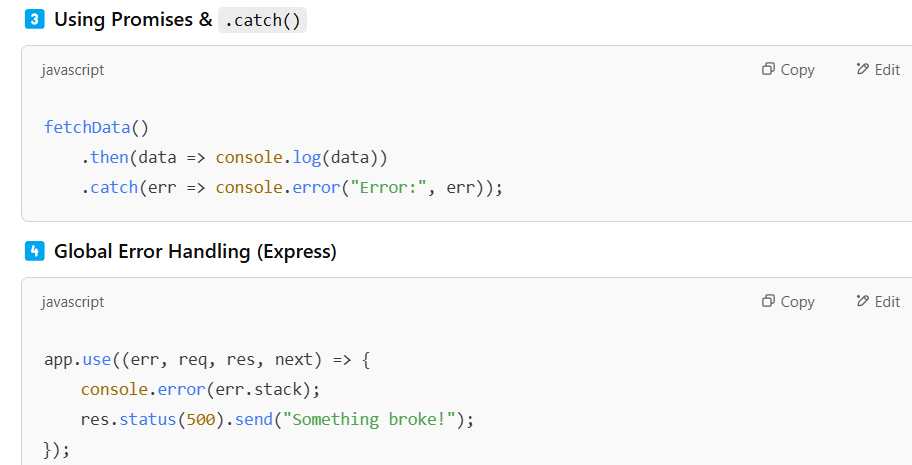 3 Using Promises & .catch()
javascript Copy Edit
fetchData()
    .then(data => console.log(data))
    .catch(err => console.error("Error:", err));
4 Global Error Handling (Express)
javascript Copy Edit
app.use((err, req, res, next) => {
    console.error(err.stack);
    res.status(500).send("Something broke!");
});